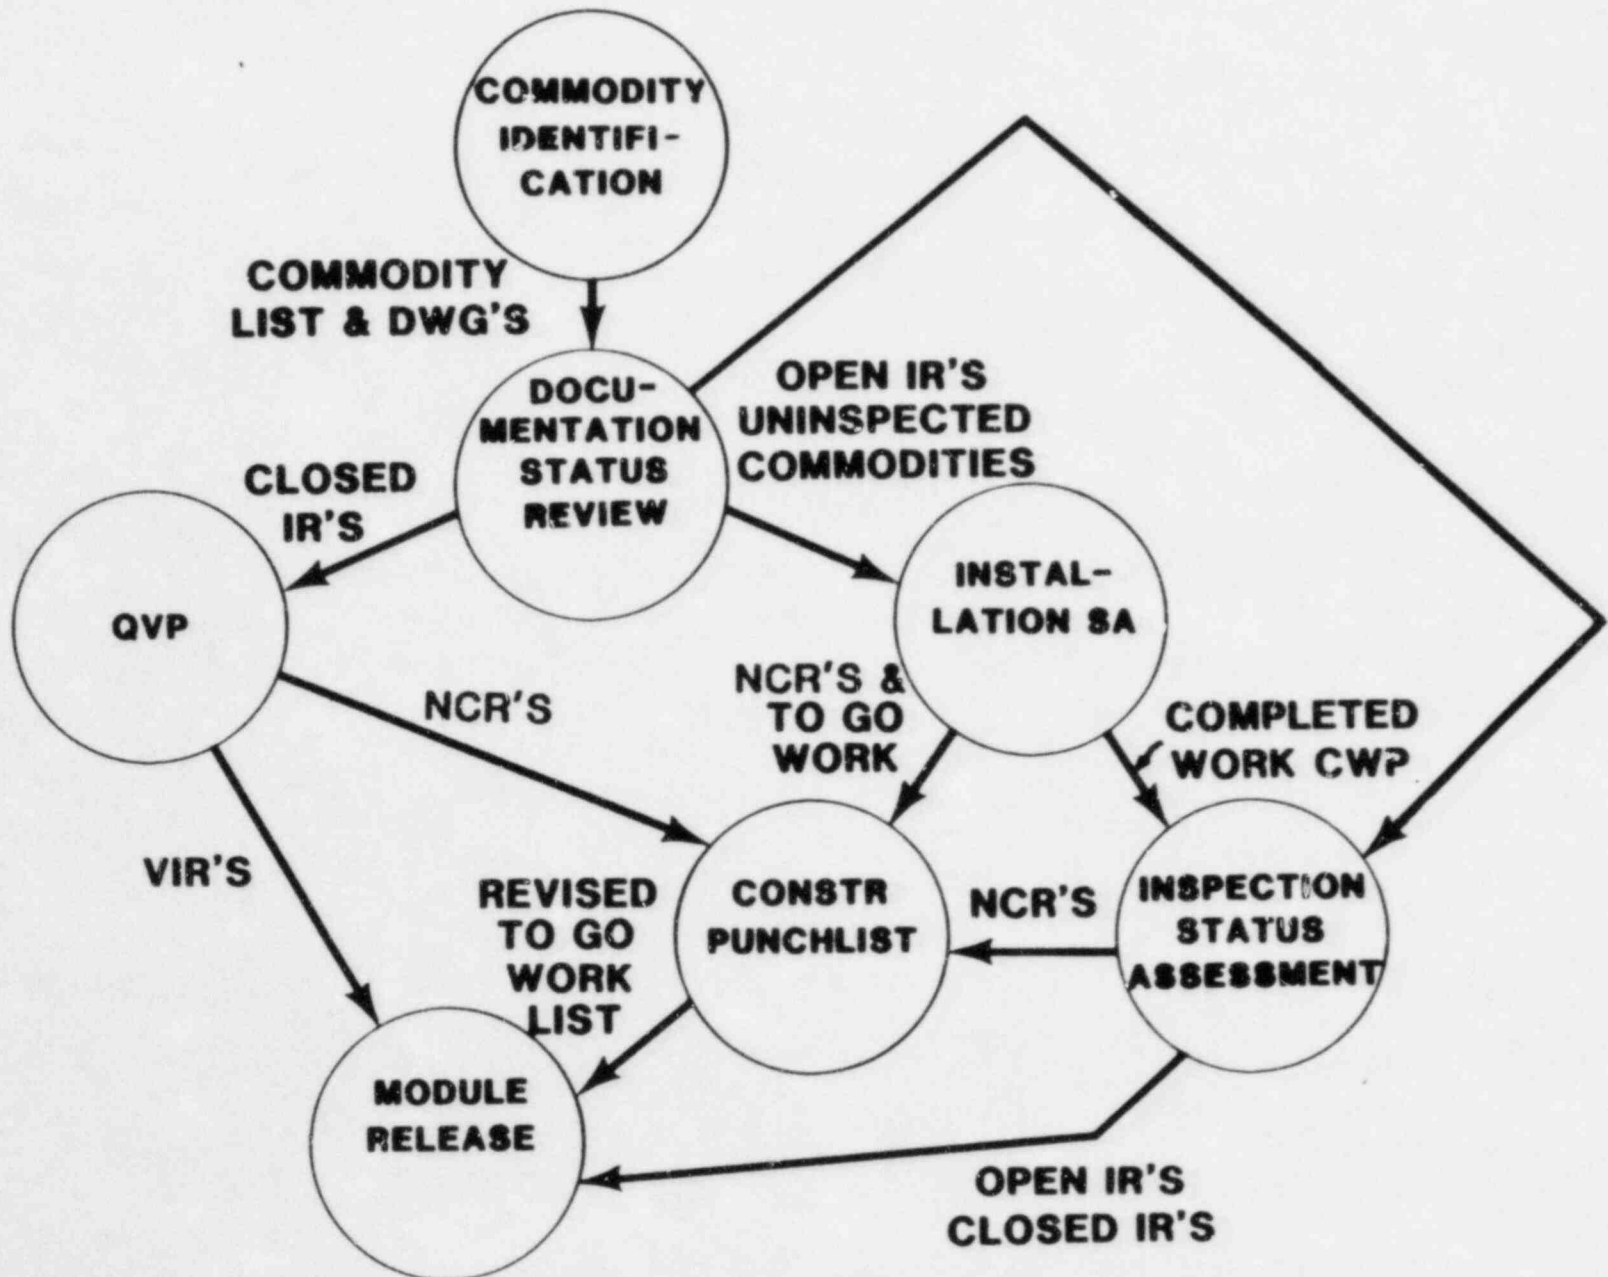 COMMODITY
IDENTIFI-
CATION
COMMODITY
LIST & DWG'S
DOCU-
MENTATION
STATUS
REVIEW
OPEN IR'S
UNINSPECTED
COMMODITIES
CLOSED
IR'S
QVP
INSTAL-
LATION SA
NCR'S
NCR'S &
TO GO
WORK
COMPLETED
WORK CWP
VIR'S
REVISED
TO GO
WORK
LIST
CONSTR
PUNCHLIST
NCR'S
INSPECTION
STATUS
ASSESSMENT
MODULE
RELEASE
OPEN IR'S
CLOSED IR'S